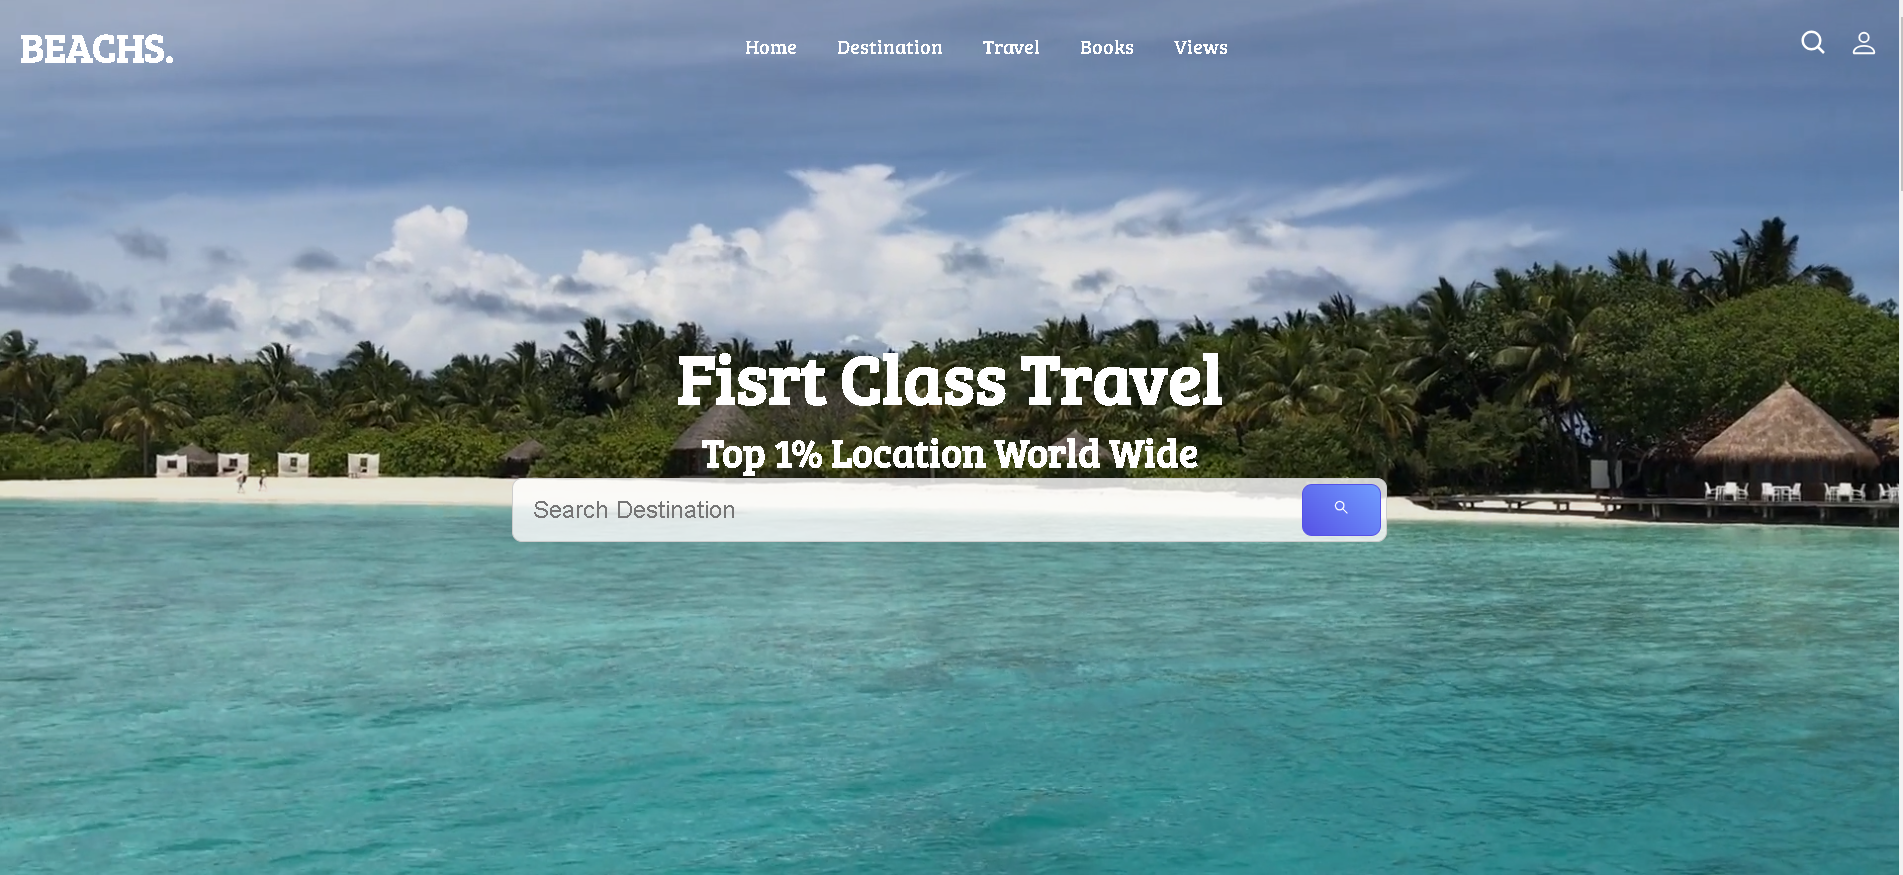 BEACHS.
Home Destination Travel Books Views
Fisrt Class Travel
Top 1% Location World Wide
Search Destination